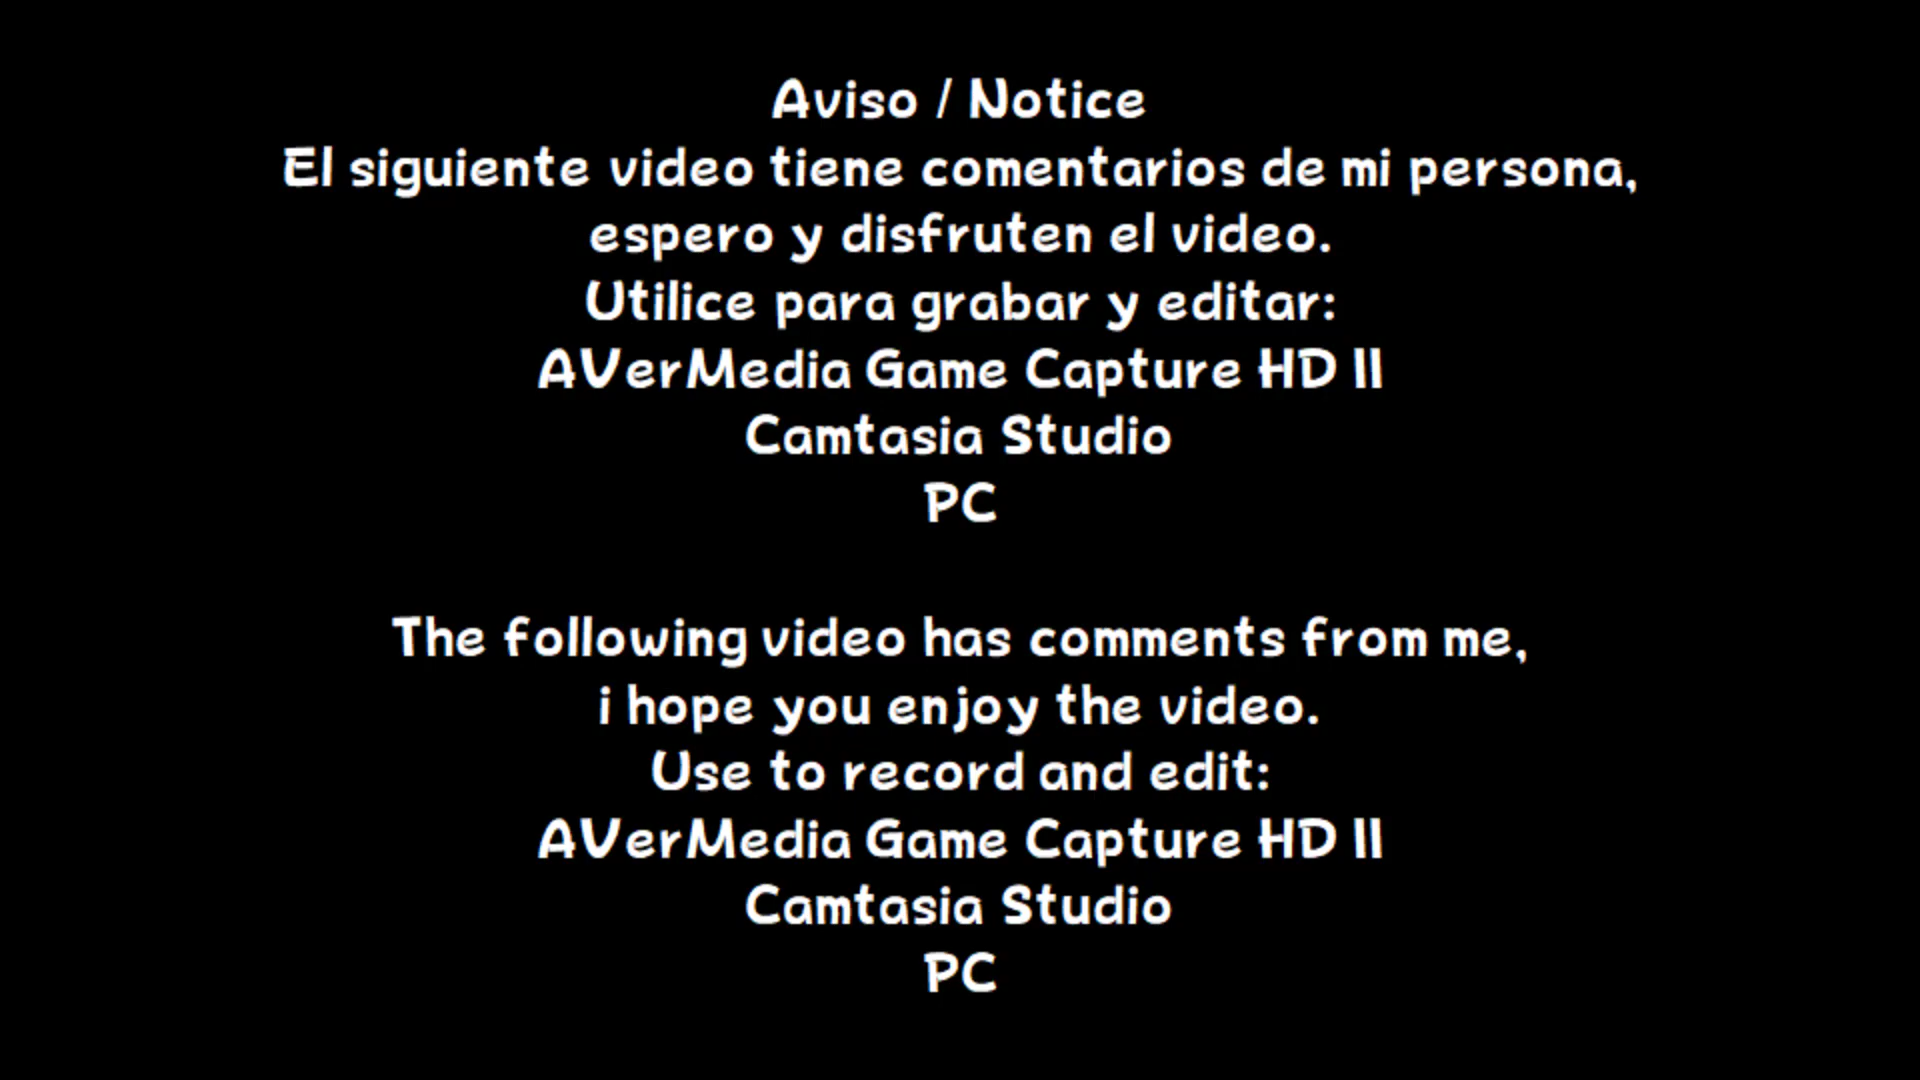 Aviso / Notice
El siguiente video tiene comentarios de mi persona,
espero y disfruten el video.
Utilice para grabar y editar:
AVerMedia Game Capture HD II
Camtasia Studio
PC
The following video has comments from me,
i hope you enjoy the video.
Use to record and edit:
AVerMedia Game Capture HD II
Camtasia Studio
PC